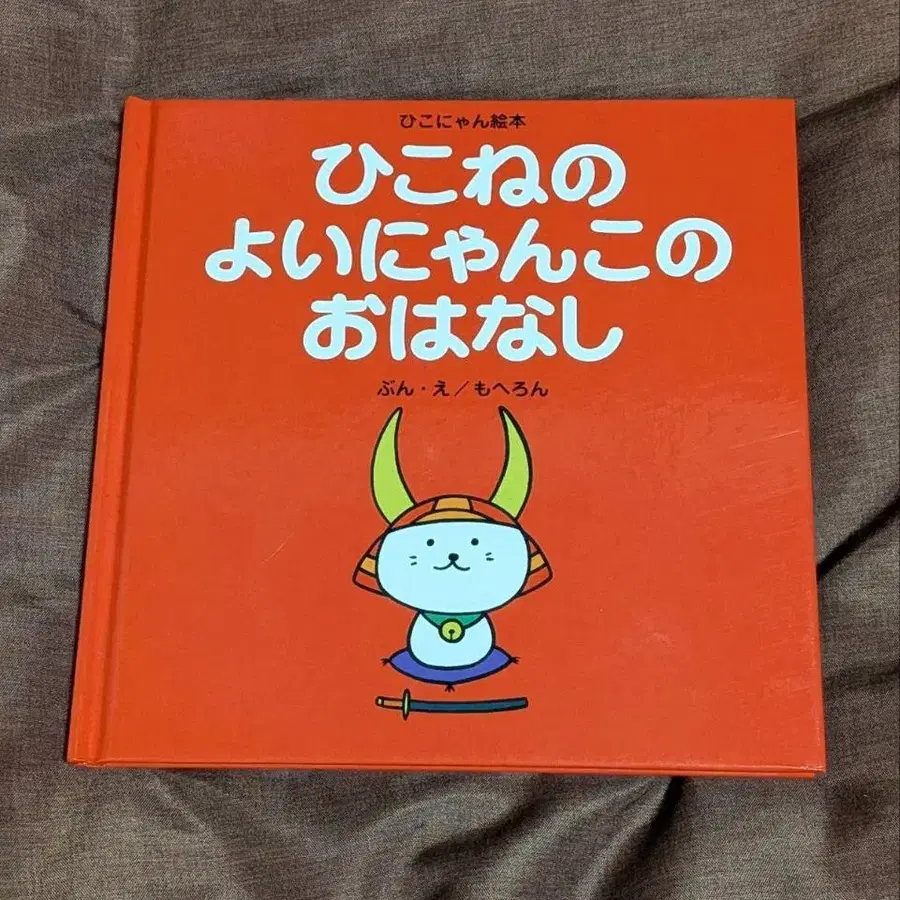 ひこにゃん絵本
ひこねの
よいにゃんこの
おはなし
ぶん・え／もへろん